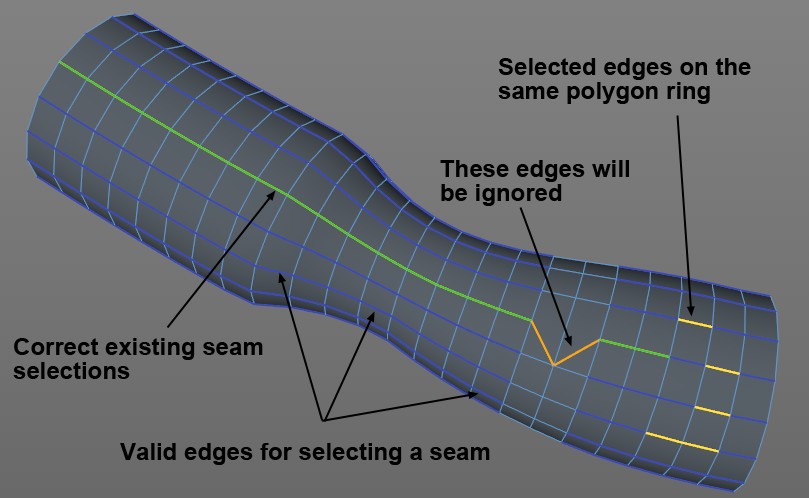 Selected edges on the
same polygon ring
These edges will
be ignored
Correct existing seam
selections
Valid edges for selecting a seam